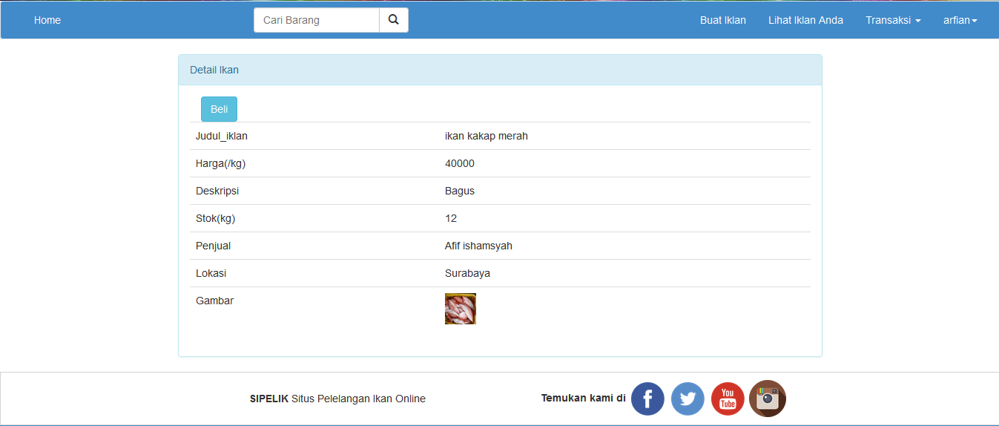 Home Cari Barang Buat Iklan Lihat Iklan Anda Transaksi arfian
Detail Ikan
Beli
Judul_iklan ikan kakap merah
Harga(/kg) 40000
Deskripsi Bagus
Stok(kg) 12
Penjual Afif ishamsyah
Lokasi Surabaya
Gambar
SIPELIK Situs Pelelangan Ikan Online Temukan kami di f You Tube